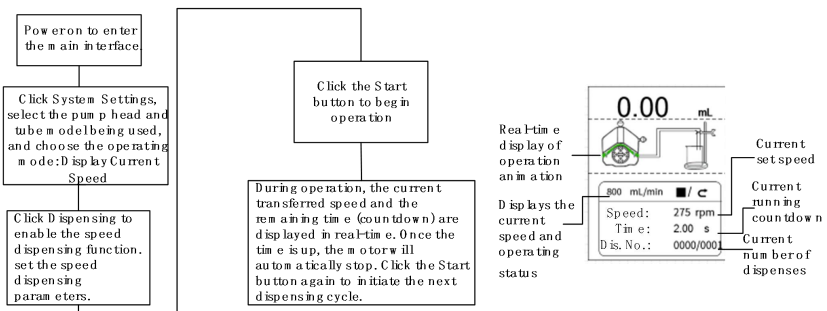 Power on to enter
the main interface.
Click System Settings,
select the pump head and
tube model being used,
and choose the operating
mode: Display Current
Speed
Click Dispensing to
enable the speed
dispensing function.
set the speed
dispensing
parameters.
Click the Start
button to begin
operation
During operation, the current
transferred speed and the
remaining time (countdown) are
displayed in real-time. Once the
time is up, the motor will
automatically stop. Click the Start
button again to initiate the next
dispensing cycle.
Real-time
display of
operation
animation
Displays the
current
speed and
operating
status
0.00 mL
800 mL/min
Speed: 275 rpm
Time: 2.00 s
Dis.No.: 0000/0001
Current
set speed
Current
running
countdown
Current
number of
dispenses